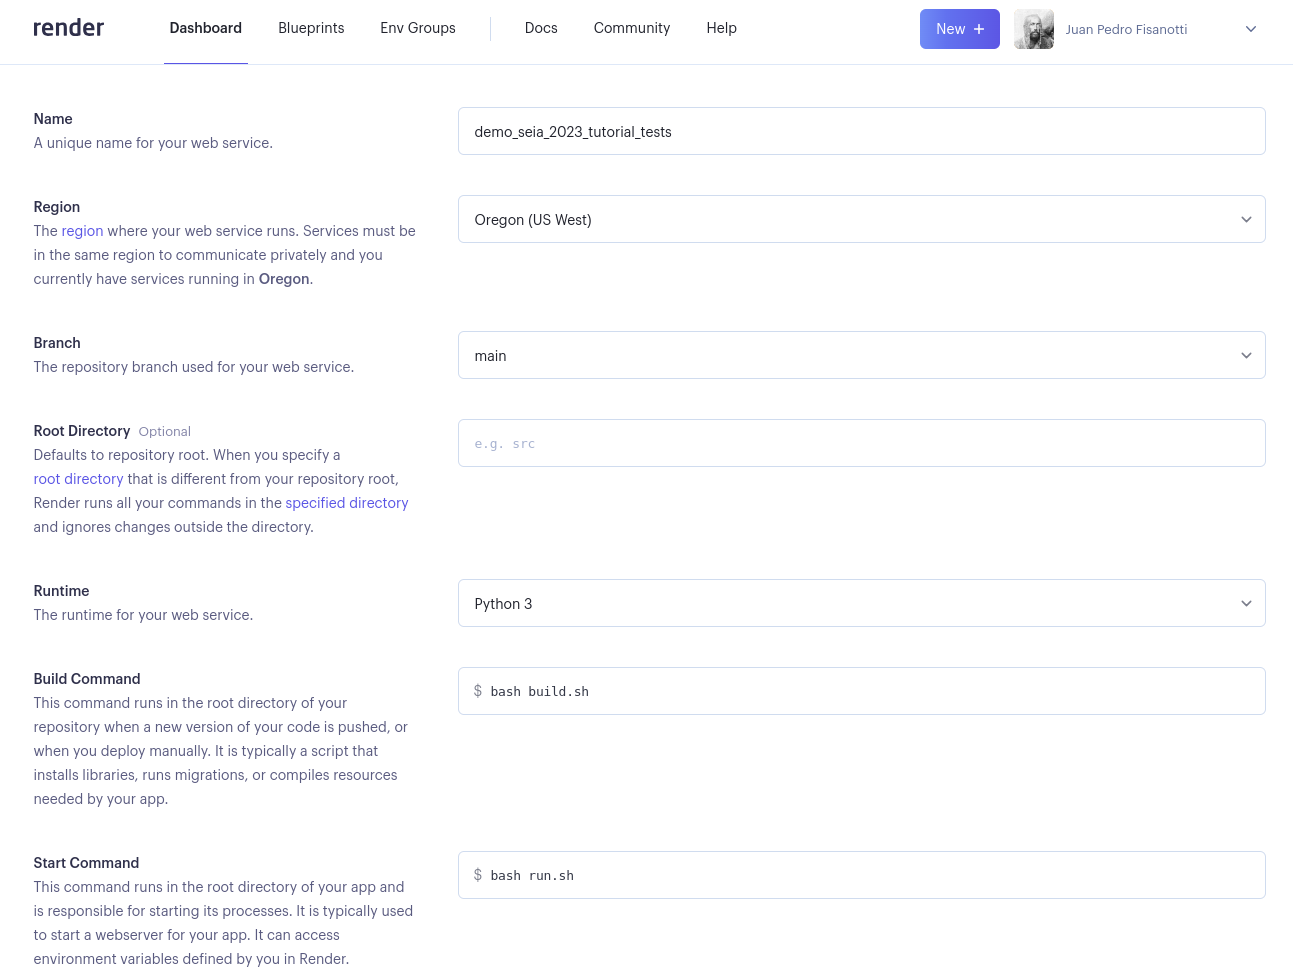 render
Dashboard
Blueprints
Env Groups
Docs
Community
Help
New +
Juan Pedro Fisanotti
Name
A unique name for your web service.
demo_seia_2023_tutorial_tests
Region
The region where your web service runs. Services must be
in the same region to communicate privately and you
currently have services running in Oregon.
Oregon (US West)
Branch
The repository branch used for your web service.
main
Root Directory Optional
Defaults to repository root. When you specify a
root directory that is different from your repository root,
Render runs all your commands in the specified directory
and ignores changes outside the directory.
e.g. src
Runtime
The runtime for your web service.
Python 3
Build Command
This command runs in the root directory of your
repository when a new version of your code is pushed, or
when you deploy manually. It is typically a script that
installs libraries, runs migrations, or compiles resources
needed by your app.
$ bash build.sh
Start Command
This command runs in the root directory of your app and
is responsible for starting its processes. It is typically used
to start a webserver for your app. It can access
environment variables defined by you in Render.
$ bash run.sh